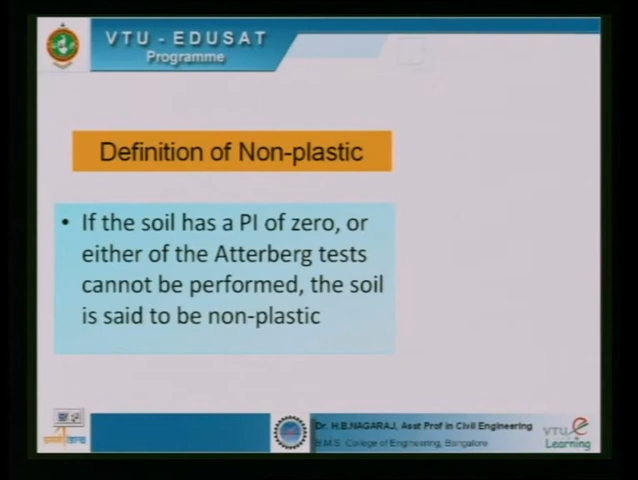 VTU - EDUSAT
Programme
Definition of Non-plastic
• If the soil has a PI of zero, or
either of the Atterberg tests
cannot be performed, the soil
is said to be non-plastic
Dr. H.B.NAGARAJ, Asst Prof in Civil Engineering
B.M.S. College of Engineering, Bangalore
VTU e
Learning